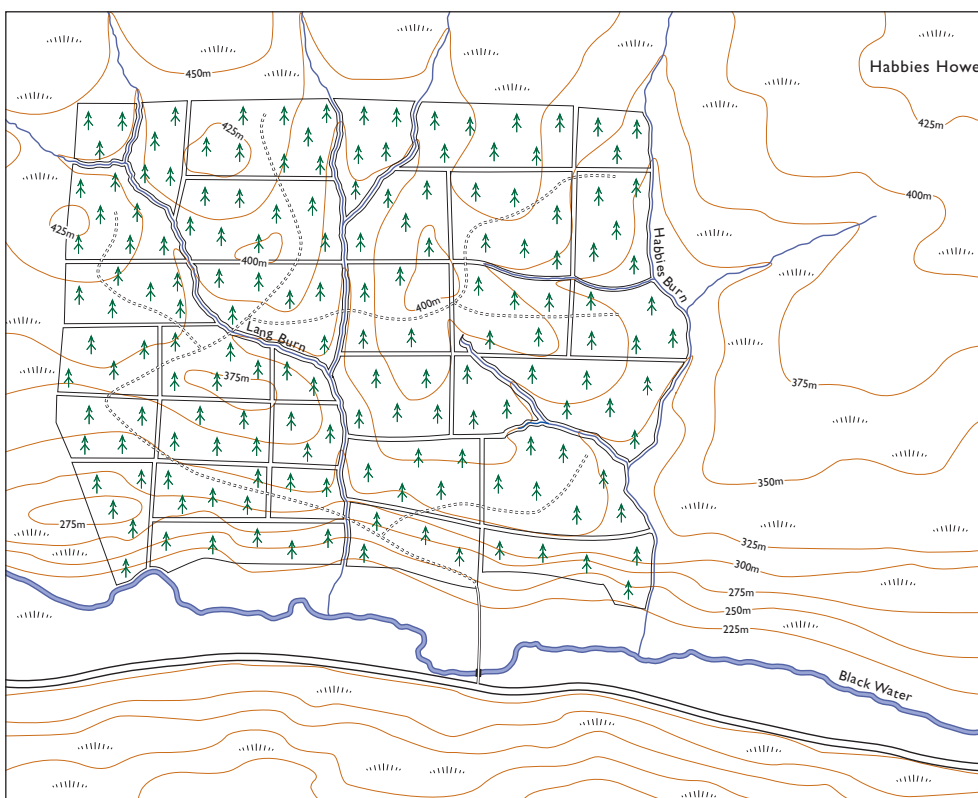 450m
Habbies Howe
425m
425m
400m
425m
400m
Habbies Burn
400m
Lang Burn
375m
375m
350m
275m
325m
300m
275m
250m
225m
Black Water